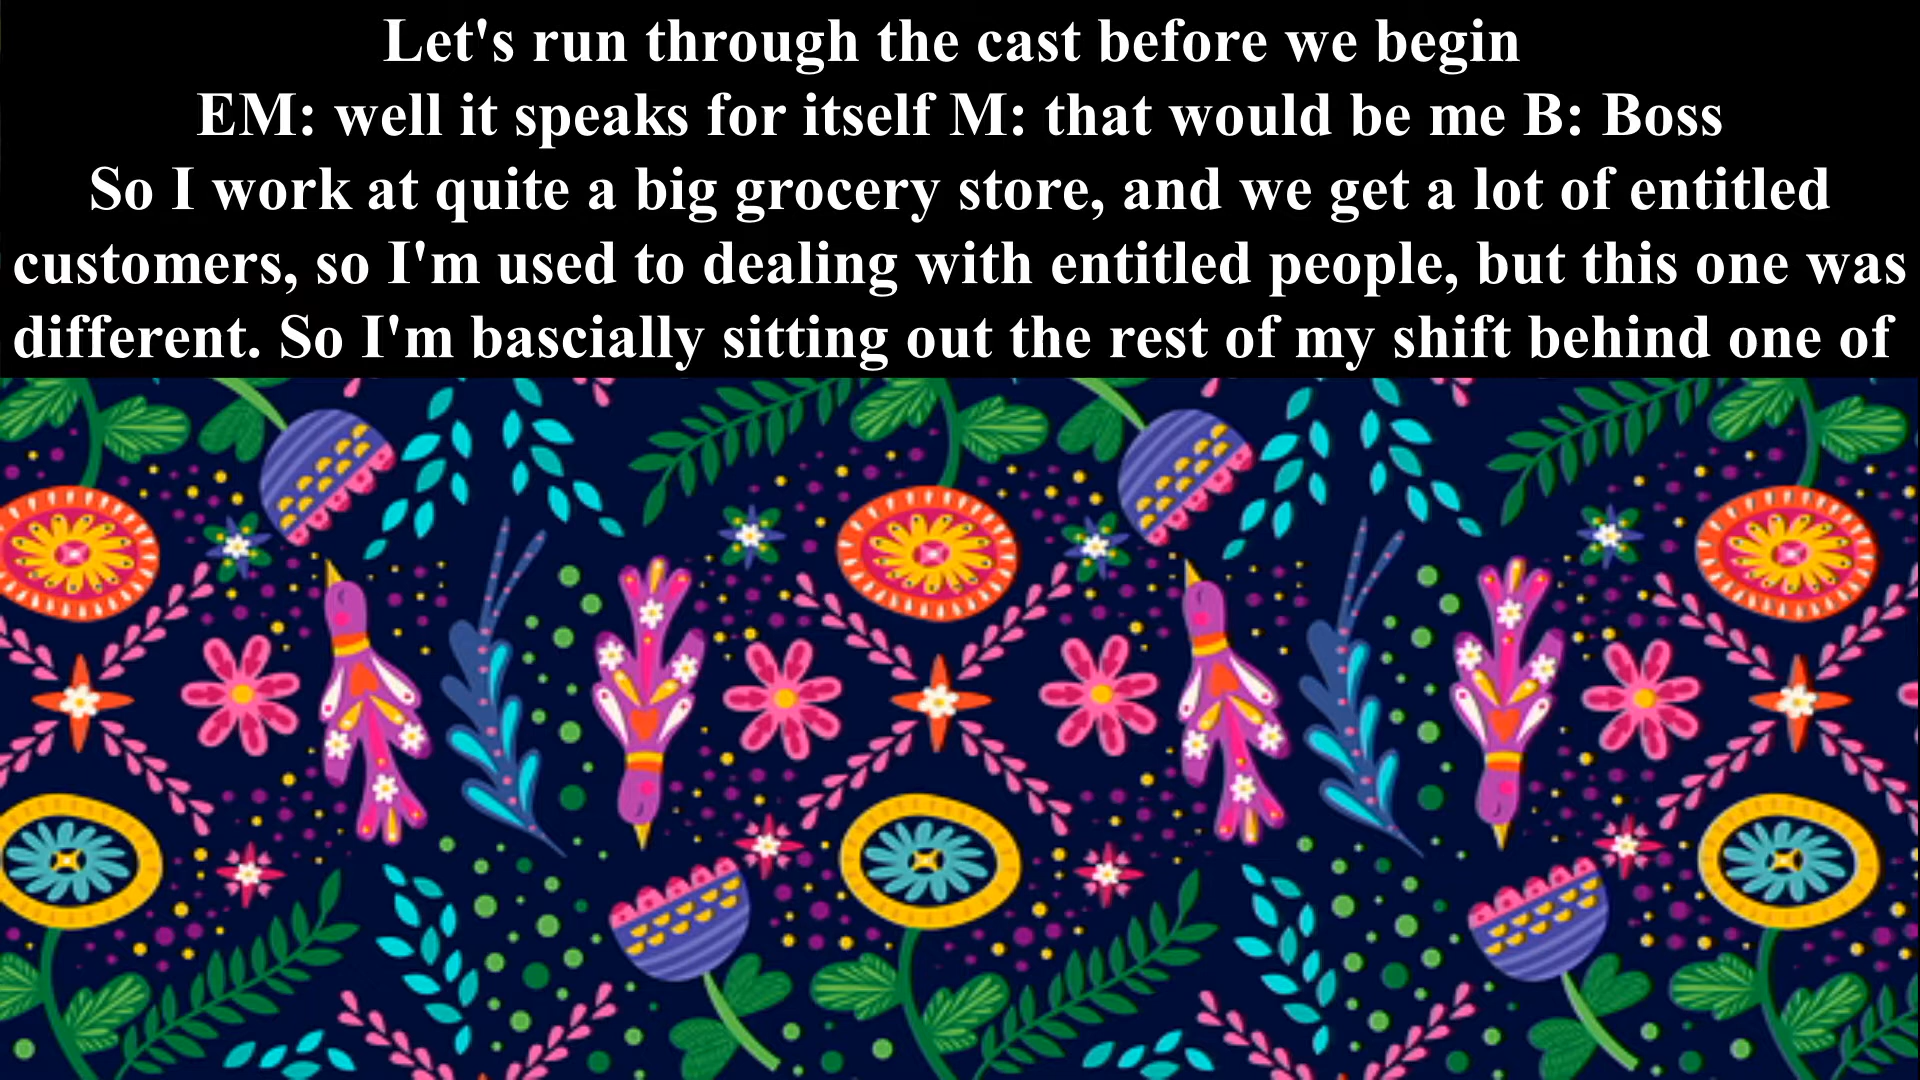 Let's run through the cast before we begin
EM: well it speaks for itself M: that would be me B: Boss
So I work at quite a big grocery store, and we get a lot of entitled
customers, so I'm used to dealing with entitled people, but this one was
different. So I'm bascially sitting out the rest of my shift behind one of